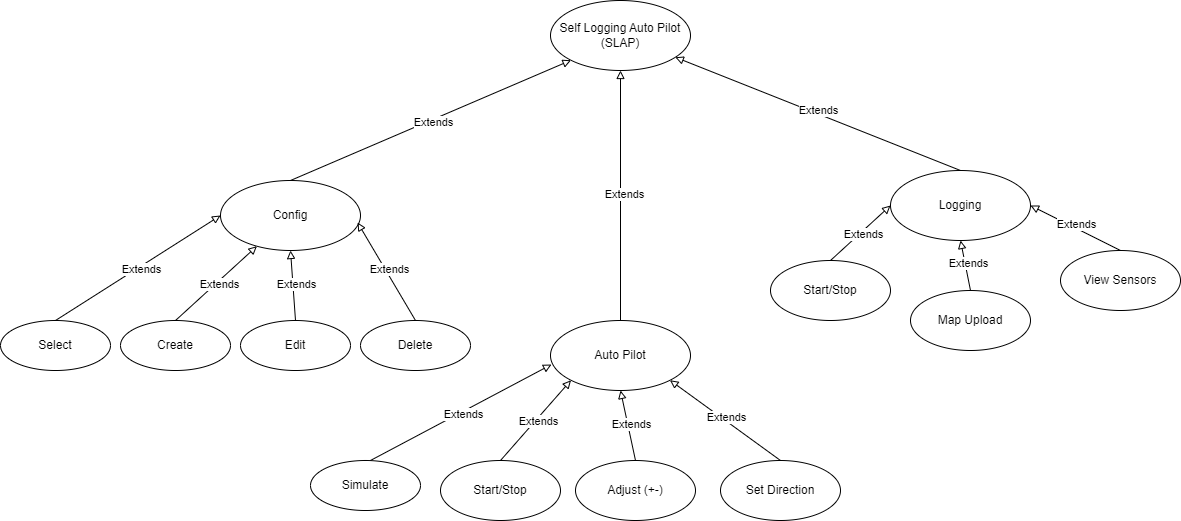 Self Logging Auto Pilot
(SLAP)
Extends
Extends
Extends
Config
Logging
Extends
Extends
Extends
Extends
Extends
Extends
Extends
Start/Stop
Map Upload
View Sensors
Select
Create
Edit
Delete
Auto Pilot
Extends
Extends
Extends
Extends
Simulate
Start/Stop
Adjust (+-)
Set Direction